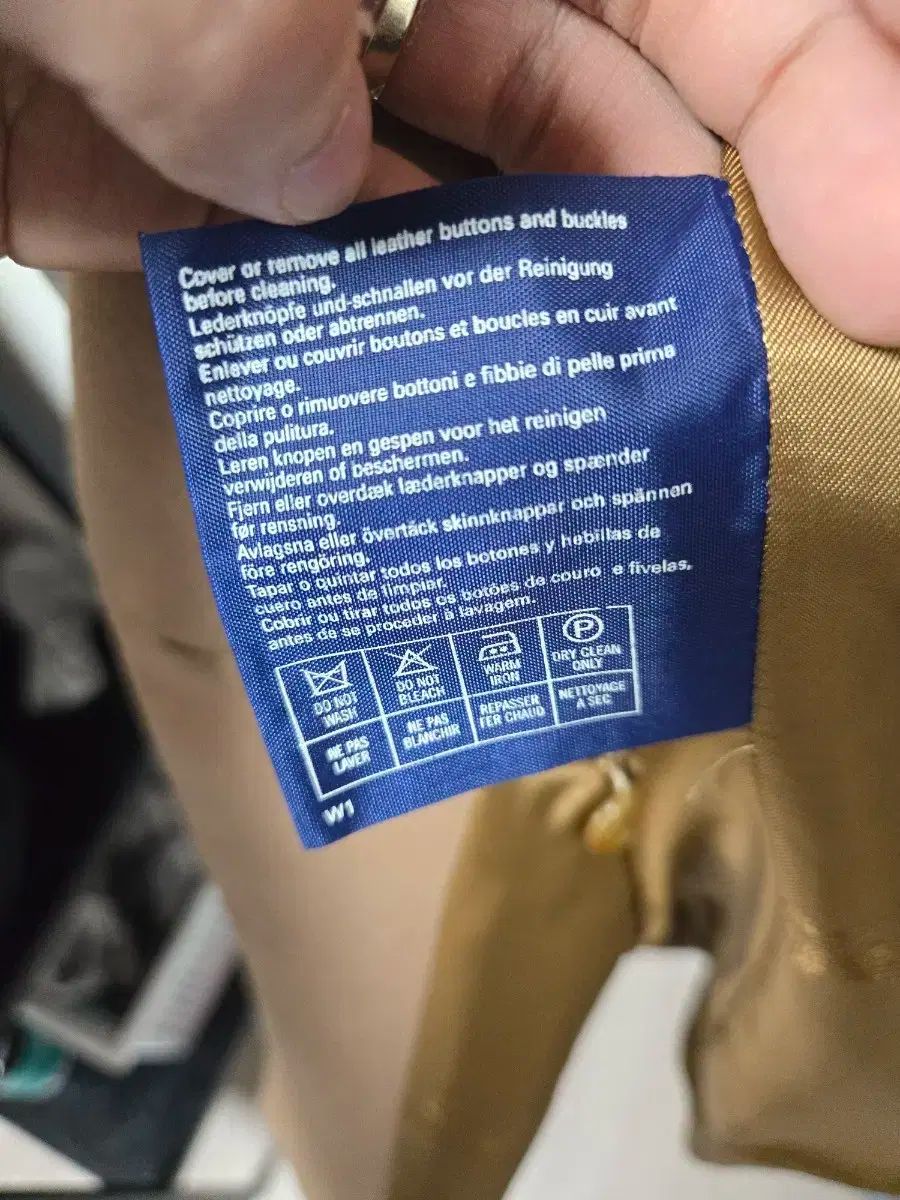 Cover or remove all leather buttons and buckles
before cleaning.
Lederknöpfe und-schnallen vor der Reinigung
schützen oder abtrennen.
Enlever ou couvrir boutons et boucles en cuir avant
nettoyage.
Coprire o rimuovere bottoni e fibbie di pelle prima
della pulitura.
Leren knopen en gespen voor het reinigen
verwijderen of beschermen.
Fjern eller overdæk læderknapper og spænder
før rensning.
Avlagsna eller övertäck skinnknappar och spännen
före rengöring.
Tapar o quintar todos los botones y hebillas de
cuero antes de limpiar.
Cobrir ou tirar todos os botões de couro e fivelas,
antes de se proceder à lavagem.
P
DO NOT WASH DO NOT BLEACH WARM IRON DRY CLEAN ONLY
NE PAS LAVER NE PAS BLANCHIR REPASSER FER CHAUD NETTOYAGE A SEC
W1